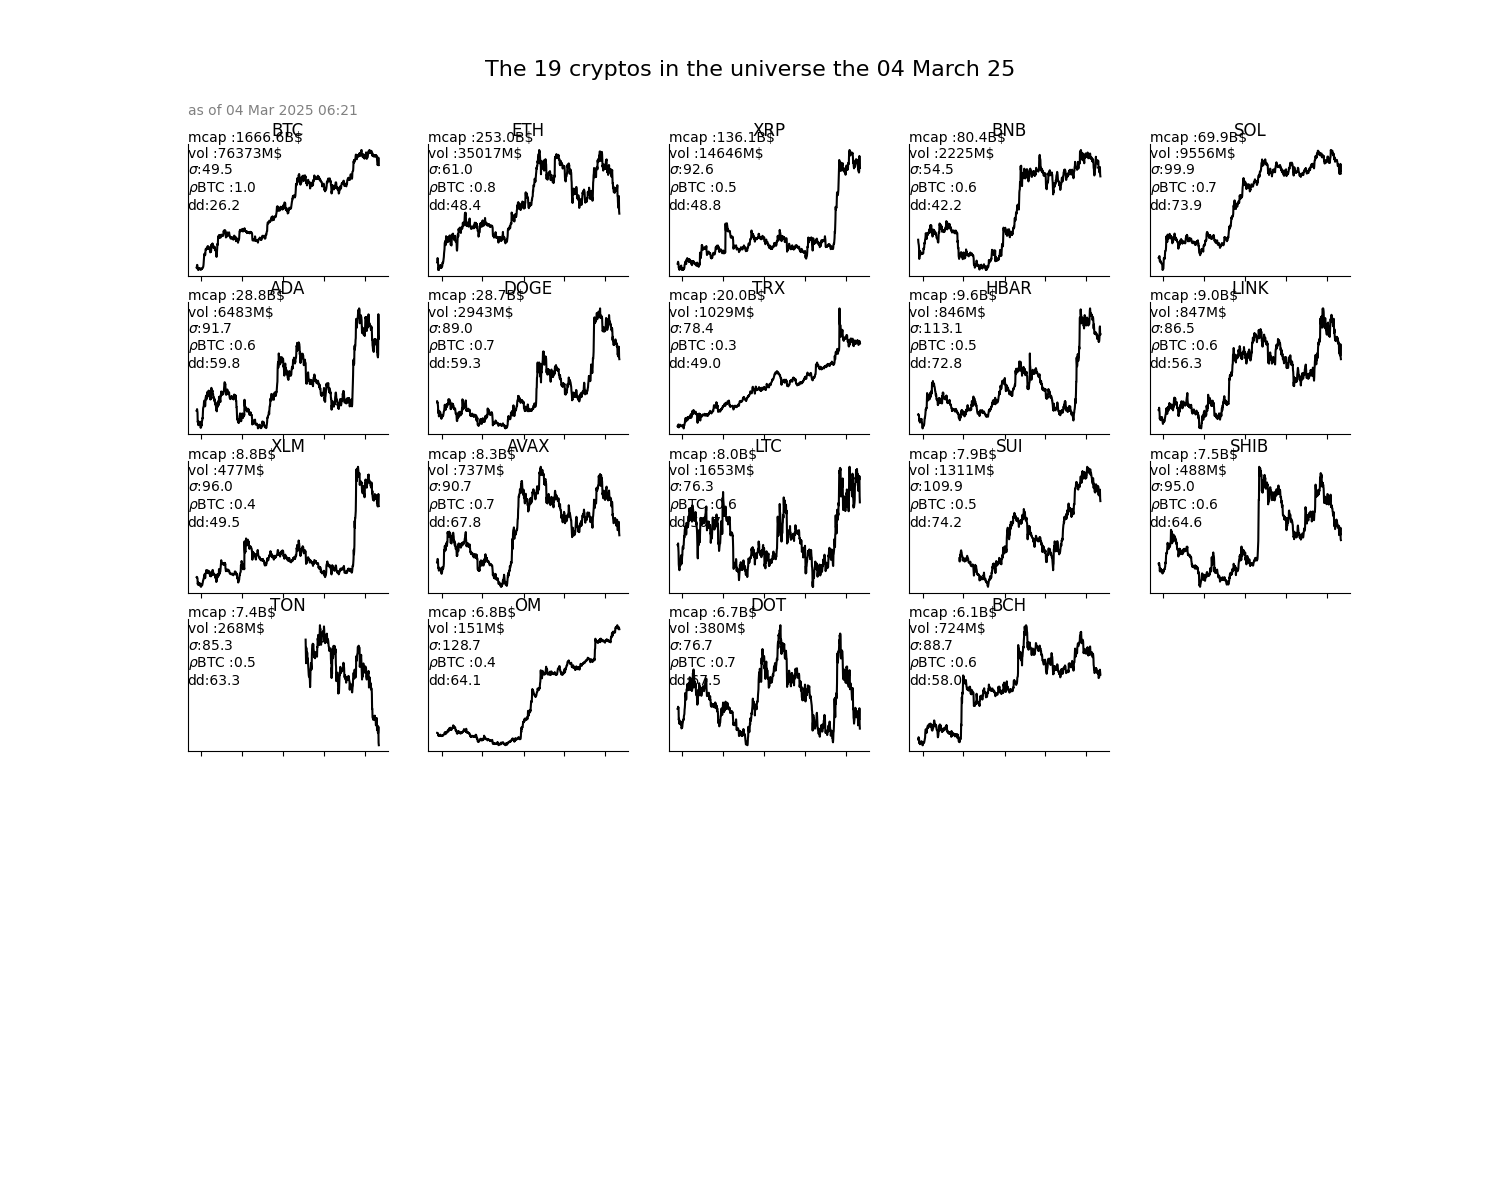 The 19 cryptos in the universe the 04 March 25
as of 04 Mar 2025 06:21
BTC
mcap :1666.6B$
vol :76373M$
σ:49.5
ρBTC :1.0
dd:26.2
ETH
mcap :253.0B$
vol :35017M$
σ:61.0
ρBTC :0.8
dd:48.4
XRP
mcap :136.1B$
vol :14646M$
σ:92.6
ρBTC :0.5
dd:48.8
BNB
mcap :80.4B$
vol :2225M$
σ:54.5
ρBTC :0.6
dd:42.2
SOL
mcap :69.9B$
vol :9556M$
σ:99.9
ρBTC :0.7
dd:73.9
ADA
mcap :28.8B$
vol :6483M$
σ:91.7
ρBTC :0.6
dd:59.8
DOGE
mcap :28.7B$
vol :2943M$
σ:89.0
ρBTC :0.7
dd:59.3
TRX
mcap :20.0B$
vol :1029M$
σ:78.4
ρBTC :0.3
dd:49.0
HBAR
mcap :9.6B$
vol :846M$
σ:113.1
ρBTC :0.5
dd:72.8
LINK
mcap :9.0B$
vol :847M$
σ:86.5
ρBTC :0.6
dd:56.3
XLM
mcap :8.8B$
vol :477M$
σ:96.0
ρBTC :0.4
dd:49.5
AVAX
mcap :8.3B$
vol :737M$
σ:90.7
ρBTC :0.7
dd:67.8
LTC
mcap :8.0B$
vol :1653M$
σ:76.3
ρBTC :0.6
SUI
mcap :7.9B$
vol :1311M$
σ:109.9
ρBTC :0.5
dd:74.2
SHIB
mcap :7.5B$
vol :488M$
σ:95.0
ρBTC :0.6
dd:64.6
TON
mcap :7.4B$
vol :268M$
σ:85.3
ρBTC :0.5
dd:63.3
OM
mcap :6.8B$
vol :151M$
σ:128.7
ρBTC :0.4
dd:64.1
DOT
mcap :6.7B$
vol :380M$
σ:76.7
ρBTC :0.7
dd:67.5
BCH
mcap :6.1B$
vol :724M$
σ:88.7
ρBTC :0.6
dd:58.0